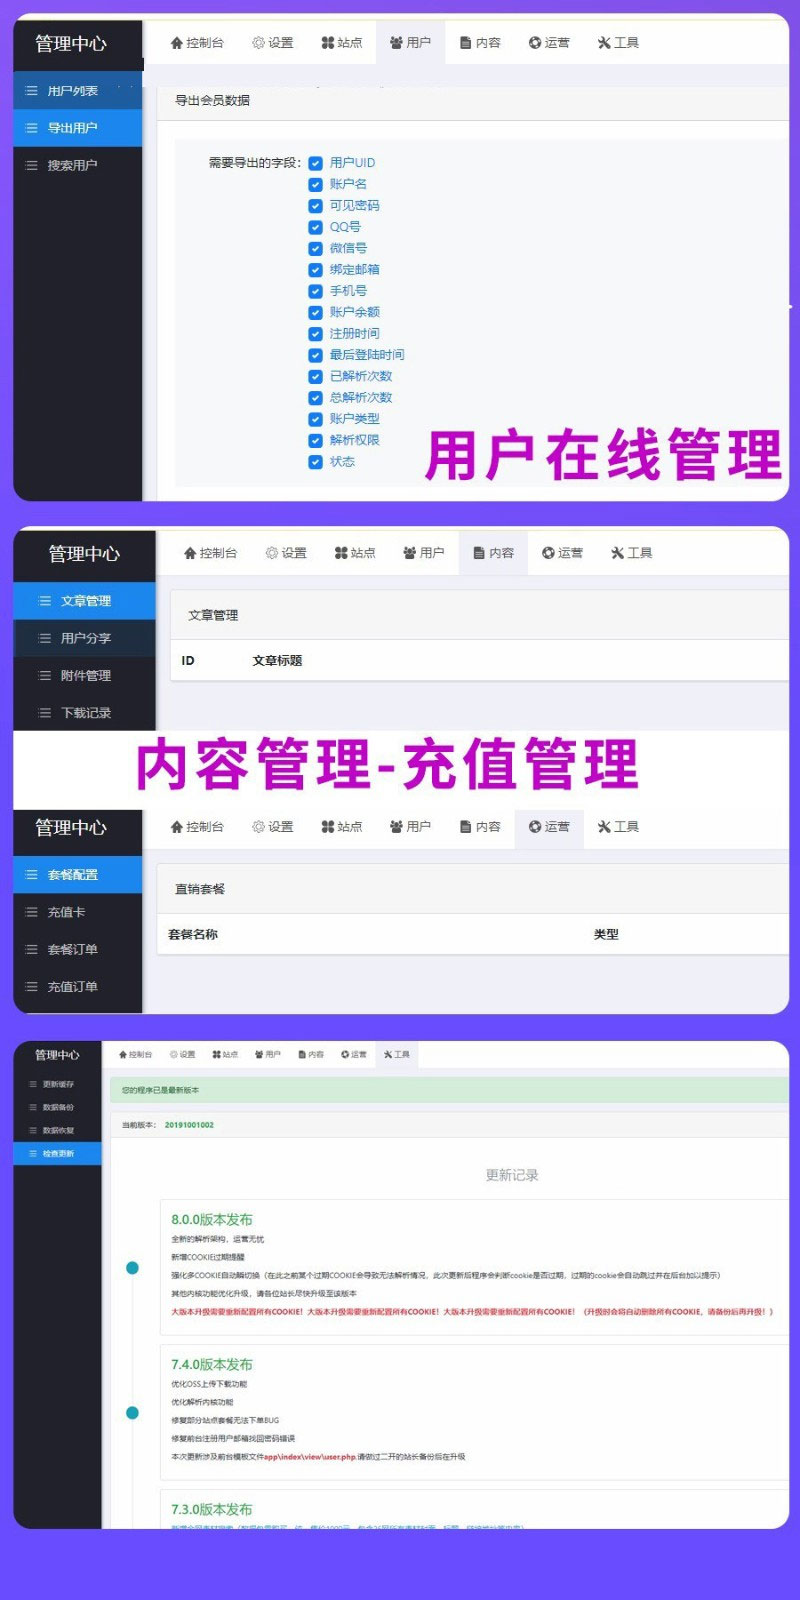 管理中心
控制台 设置 站点 用户 内容 运营 工具
用户列表
导出用户
搜索用户
导出会员数据
需要导出的字段： 用户UID
账户名
可见密码
QQ号
微信号
绑定邮箱
手机号
账户余额
注册时间
最后登陆时间
已解析次数
总解析次数
账户类型
解析权限
状态
用户在线管理
管理中心
控制台 设置 站点 用户 内容 运营 工具
文章管理
用户分享
附件管理
下载记录
文章管理
ID 文章标题
内容管理-充值管理
管理中心
控制台 设置 站点 用户 内容 运营 工具
套餐配置
充值卡
套餐订单
充值订单
直销套餐
套餐名称 类型
管理中心
控制台 设置 站点 用户 内容 运营 工具
更新缓存
数据备份
数据恢复
检查更新
您的程序已是最新版本
当前版本： 20191001002
更新记录
8.0.0版本发布
全新的解析架构，运营无忧
新增COOKIE过期提醒
强化多COOKIE自动瞬切换（在此之前某个过期COOKIE会导致无法解析情况，此次更新后程序会判断cookie是否过期，过期的cookie会自动跳过并在后台加以提示）
其他内核功能优化升级，请各位站长尽快升级至该版本
大版本升级需要重新配置所有COOKIE！大版本升级需要重新配置所有COOKIE！大版本升级需要重新配置所有COOKIE！（升级时会将自动删除所有COOKIE，请备份后再升级！）
7.4.0版本发布
优化OSS上传下载功能
优化解析内核功能
修复部分站点套餐无法下单BUG
修复前台注册用户邮箱找回密码错误
本次更新涉及前台模板文件app\index\view\user.php.请做过二开的站长备份后在升级
7.3.0版本发布